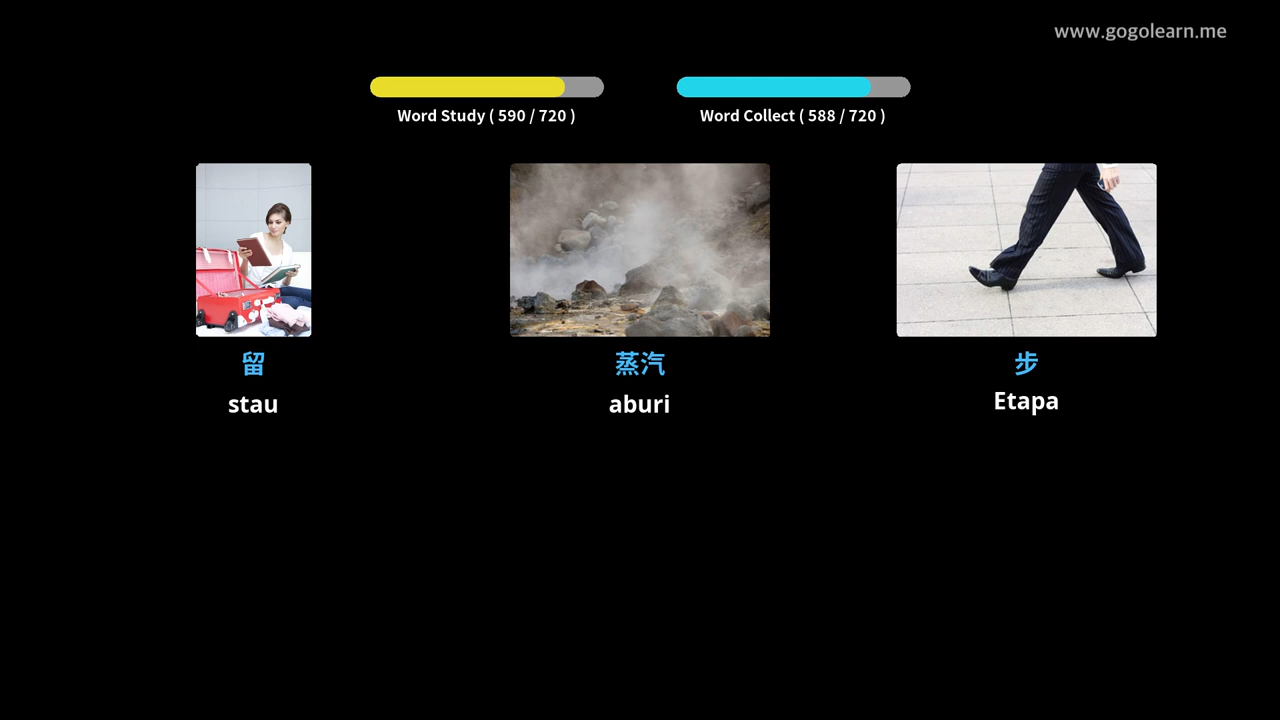 www.gogolearn.me
Word Study ( 590 / 720 )
Word Collect ( 588 / 720 )
留
蒸汽
步
stau
aburi
Etapa